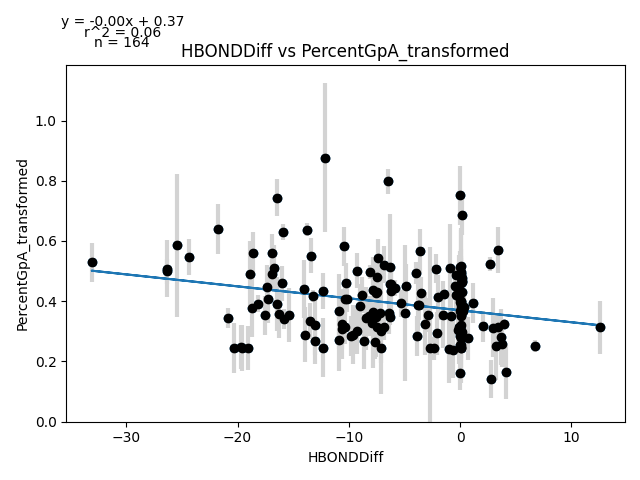 y = -0.00x + 0.37
r^2 = 0.06
n = 164
HBONDDiff vs PercentGpA_transformed
PercentGpA_transformed
1.0
0.8
0.6
0.4
0.2
0.0
−30
−20
−10
0
10
HBONDDiff